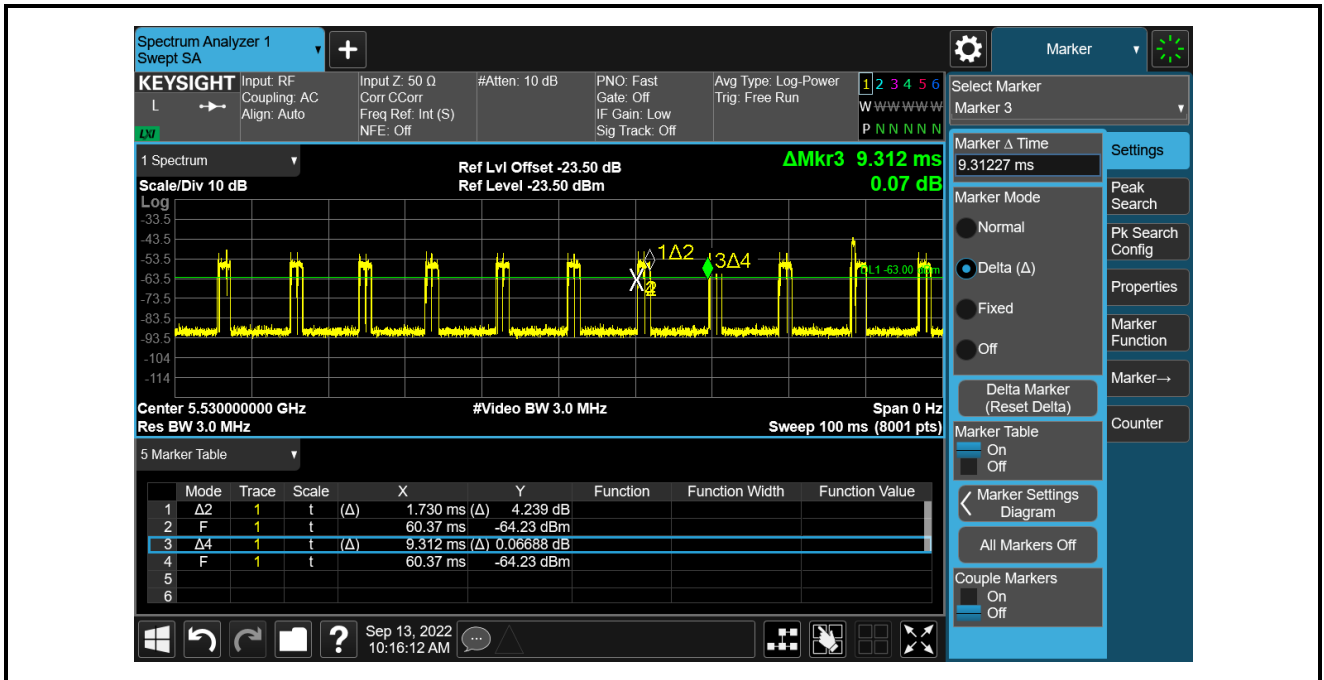 Spectrum Analyzer 1
Swept SA
+
Marker
KEYSIGHT
L
LXI
Input: RF
Coupling: AC
Align: Auto
Input Z: 50 Ω
Corr CCorr
Freq Ref: Int (S)
NFE: Off
#Atten: 10 dB
PNO: Fast
Gate: Off
IF Gain: Low
Sig Track: Off
Avg Type: Log-Power
Trig: Free Run
1 2 3 4 5 6
W W W W W W
P N N N N N
1 Spectrum
Scale/Div 10 dB
Ref Lvl Offset -23.50 dB
Ref Level -23.50 dBm
ΔMkr3 9.312 ms
0.07 dB
Log
-33.5
-43.5
-53.5
-63.5
-73.5
-83.5
-93.5
-104
-114
1Δ2
3Δ4
DL1 -63.00 dBm
Center 5.530000000 GHz
#Video BW 3.0 MHz
Span 0 Hz
Res BW 3.0 MHz
Sweep 100 ms (8001 pts)
5 Marker Table
Mode Trace Scale X Y Function Function Width Function Value
1 Δ2 1 t (Δ) 1.730 ms (Δ) 4.239 dB
2 F 1 t 60.37 ms -64.23 dBm
3 Δ4 1 t (Δ) 9.312 ms (Δ) 0.06688 dB
4 F 1 t 60.37 ms -64.23 dBm
5
6
?
Sep 13, 2022
10:16:12 AM
Select Marker
Marker 3
Marker Δ Time
9.31227 ms
Marker Mode
Normal
Delta (Δ)
Fixed
Off
Delta Marker
(Reset Delta)
Marker Table
On
Off
Marker Settings
Diagram
All Markers Off
Couple Markers
On
Off
Settings
Peak
Search
Pk Search
Config
Properties
Marker
Function
Marker→
Counter